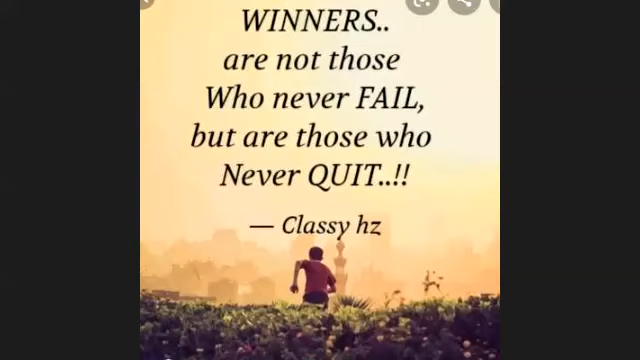 WINNERS..
are not those
Who never FAIL,
but are those who
Never QUIT..!!
— Classy hz